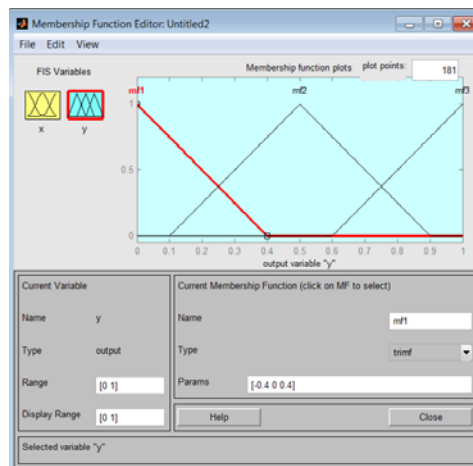 Membership Function Editor: Untitled2
File Edit View
FIS Variables
Membership function plots
plot points:
181
mf1
mf2
mf3
x
y
1
0.5
0
0 0.1 0.2 0.3 0.4 0.5 0.6 0.7 0.8 0.9 1
output variable "y"
Current Variable
Name y
Type output
Range [0 1]
Display Range [0 1]
Current Membership Function (click on MF to select)
Name mf1
Type trimf
Params [-0.4 0 0.4]
Help
Close
Selected variable "y"